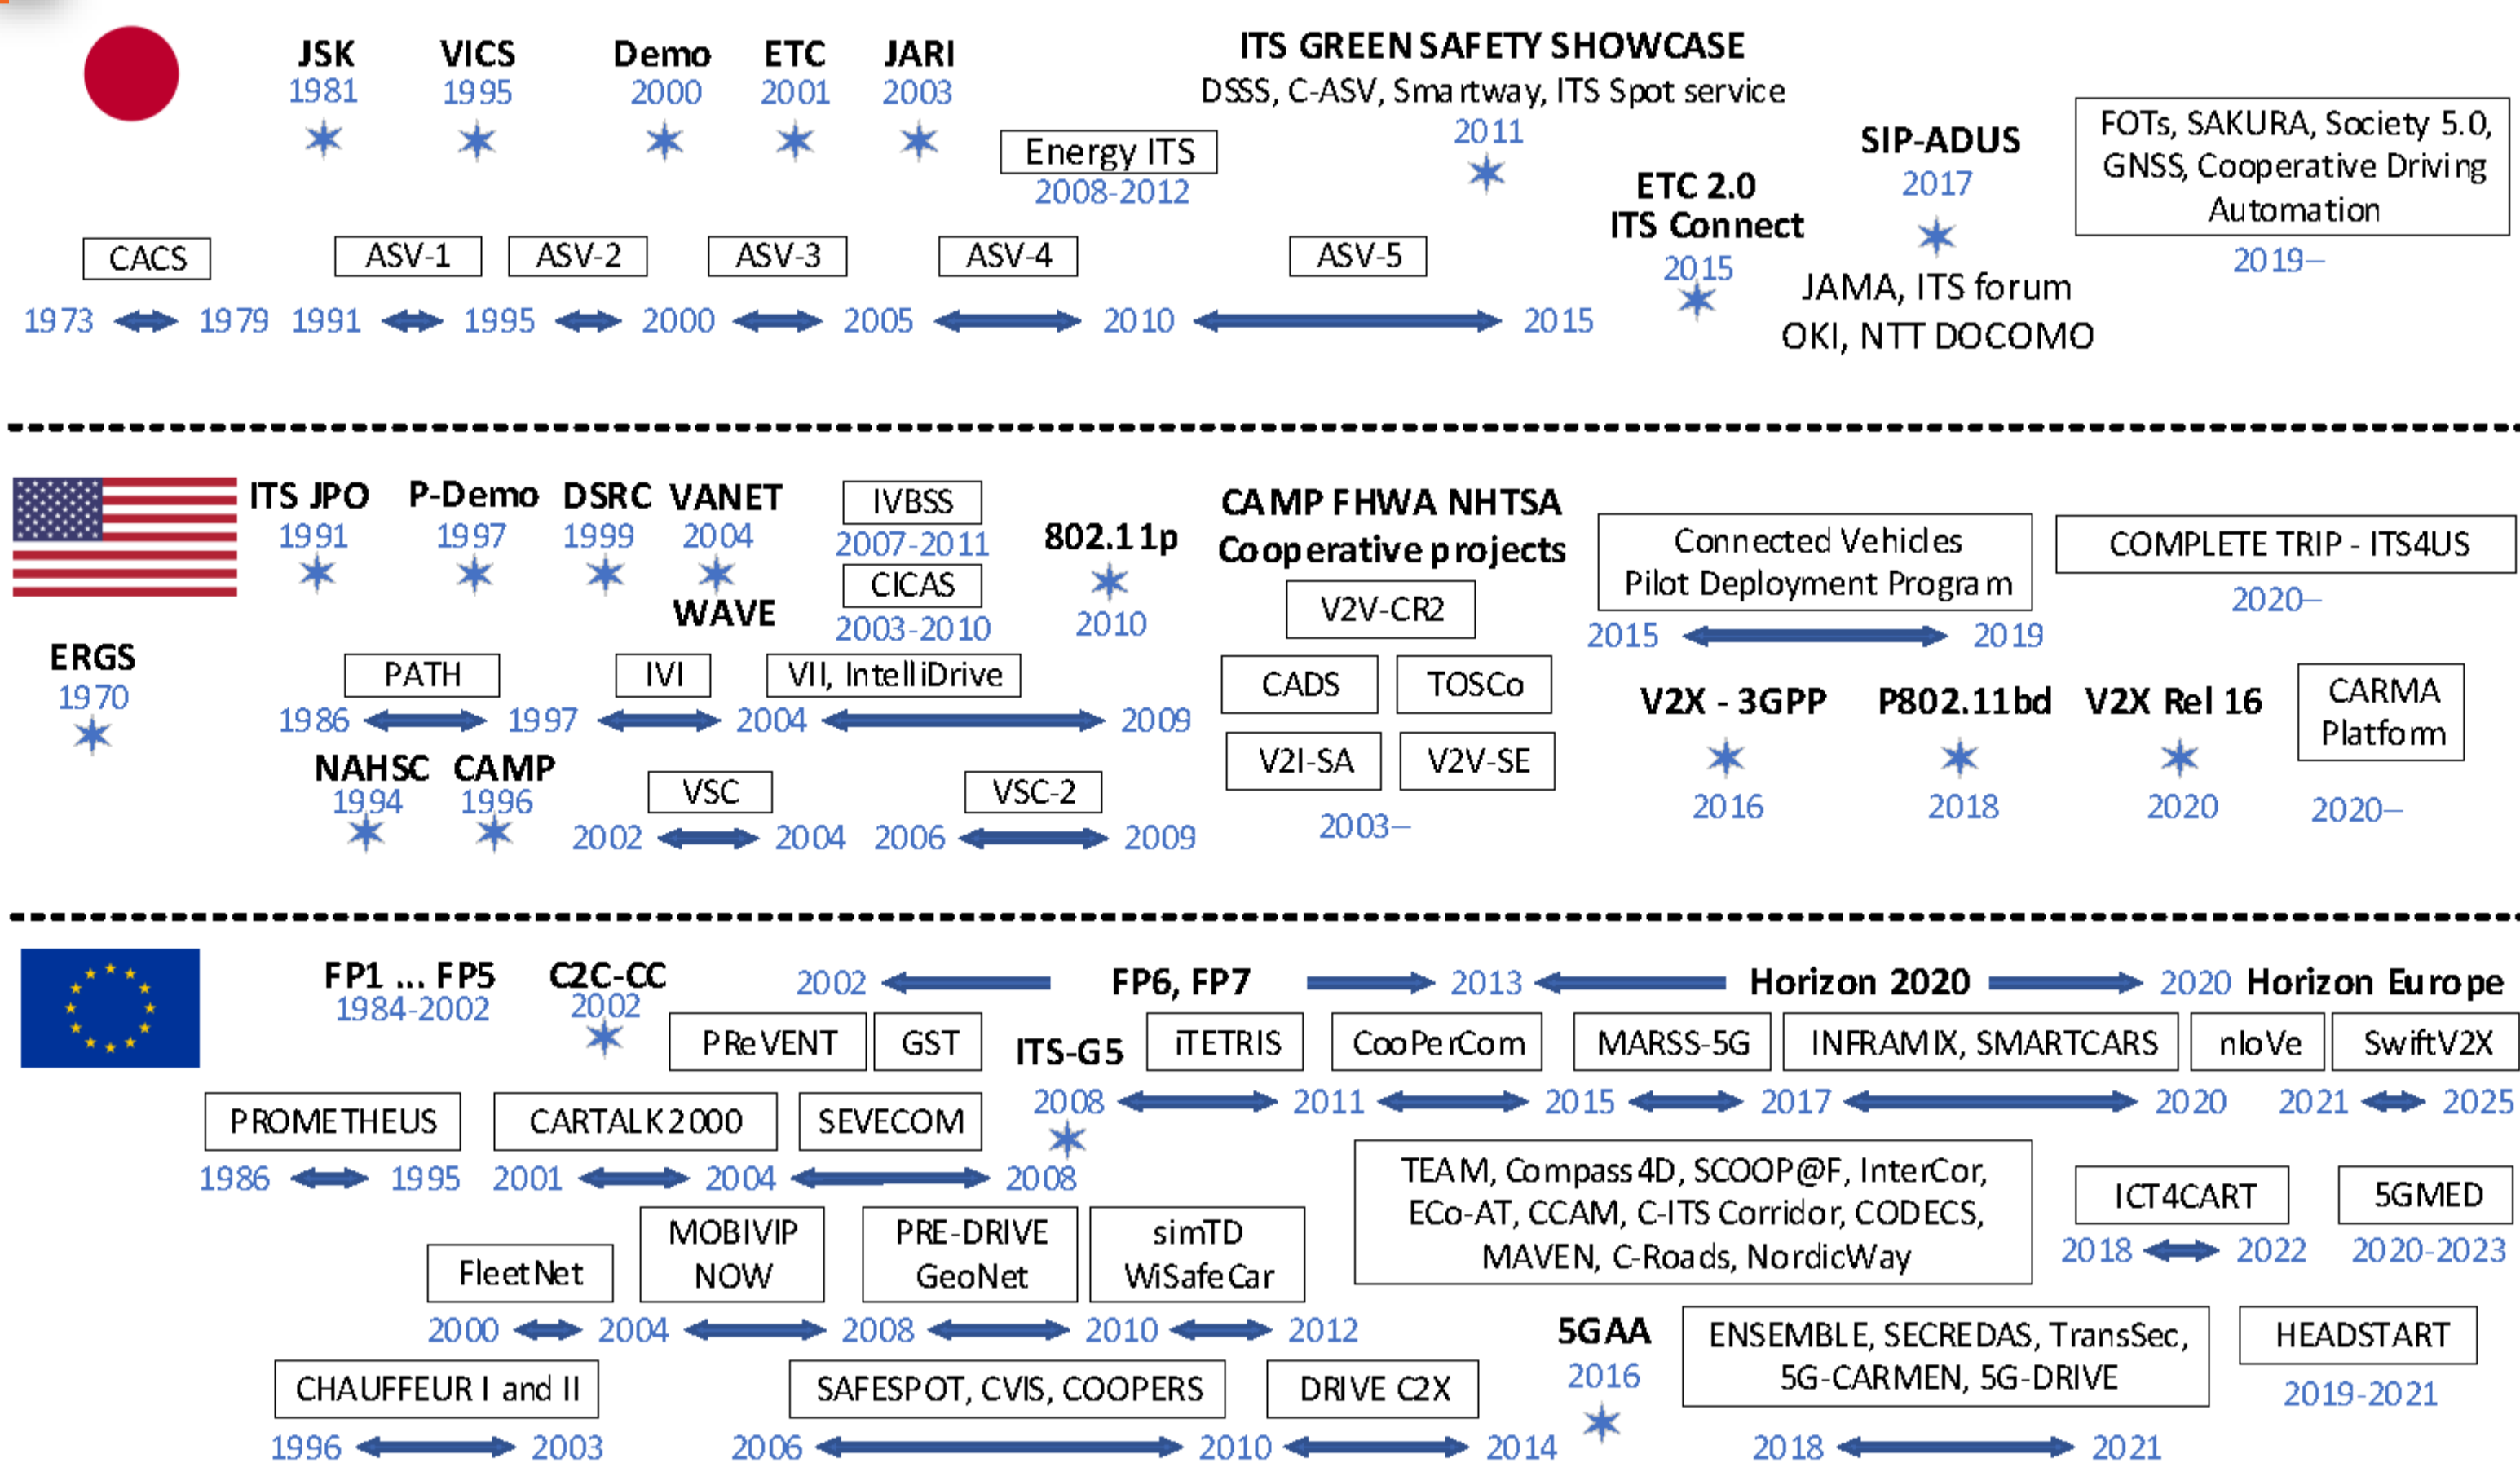 JSK
1981
VICS
1995
Demo
2000
ETC
2001
JARI
2003
Energy ITS
2008-2012
ITS GREEN SAFETY SHOWCASE
DSSS, C-ASV, Smartway, ITS Spot service
2011
ETC 2.0
ITS Connect
2015
SIP-ADUS
2017
JAMA, ITS forum
OKI, NTT DOCOMO
FOTs, SAKURA, Society 5.0,
GNSS, Cooperative Driving
Automation
2019–
CACS
ASV-1
ASV-2
ASV-3
ASV-4
ASV-5
1973
1979
1991
1995
2000
2005
2010
2015
ITS JPO
1991
P-Demo
1997
DSRC
1999
VANET
2004
WAVE
IVBSS
2007-2011
CICAS
2003-2010
802.11p
2010
CAMP FHWA NHTSA
Cooperative projects
V2V-CR2
CADS
TOSCo
V2I-SA
V2V-SE
2003–
Connected Vehicles
Pilot Deployment Program
2015
2019
COMPLETE TRIP - ITS4US
2020–
ERGS
1970
PATH
IVI
VII, IntelliDrive
1986
1997
2004
2009
NAHSC
1994
CAMP
1996
VSC
2002
2004
VSC-2
2006
2009
V2X - 3GPP
2016
P802.11bd
2018
V2X Rel 16
2020
CARMA
Platform
2020–
FP1 ... FP5
1984-2002
C2C-CC
2002
2002
FP6, FP7
2013
Horizon 2020
2020
Horizon Europe
PReVENT
GST
ITS-G5
iTETRIS
CooPerCom
MARSS-5G
INFRAMIX, SMARTCARS
nIoVe
SwiftV2X
2008
2011
2015
2017
2020
2021
2025
PROMETHEUS
CARTALK2000
SEVECOM
1986
1995
2001
2004
2008
TEAM, Compass4D, SCOOP@F, InterCor,
ECo-AT, CCAM, C-ITS Corridor, CODECS,
MAVEN, C-Roads, NordicWay
ICT4CART
2018
2022
5GMED
2020-2023
FleetNet
MOBIVIP
NOW
PRE-DRIVE
GeoNet
simTD
WiSafeCar
2000
2004
2008
2010
2012
5GAA
2016
ENSEMBLE, SECREDAS, TransSec,
5G-CARMEN, 5G-DRIVE
2018
2021
HEADSTART
2019-2021
CHAUFFEUR I and II
1996
2003
SAFESPOT, CVIS, COOPERS
DRIVE C2X
2006
2010
2014